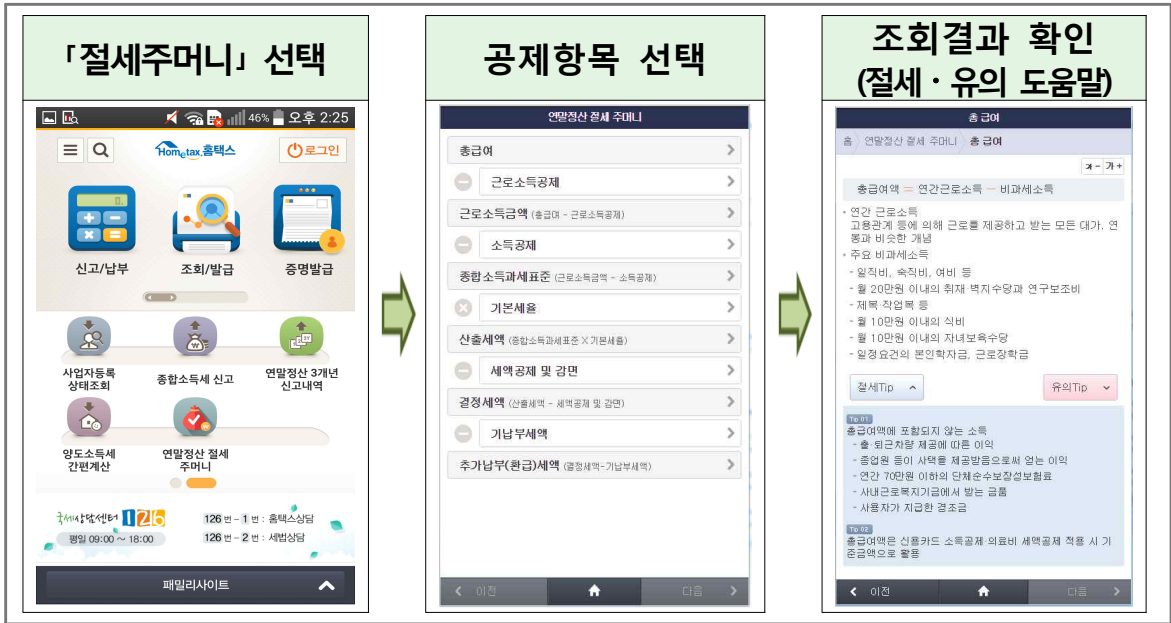 「절세주머니」 선택
46% 오후 2:25
Hometax.홈택스
로그인
0.
신고/납부
조회/발급
증명발급
사업자등록
상태조회
종합소득세 신고
연말정산 3개년
신고내역
양도소득세
간편계산
연말정산 절세
주머니
국세상담센터 126
126 번 – 1 번 : 홈택스상담
평일 09:00 ~ 18:00
126 번 – 2 번 : 세법상담
패밀리사이트
공제항목 선택
연말정산 절세 주머니
총급여
근로소득공제
근로소득금액 (총급여 - 근로소득공제)
소득공제
종합소득과세표준 (근로소득금액 - 소득공제)
기본세율
산출세액 (종합소득과세표준 X 기본세율)
세액공제 및 감면
결정세액 (산출세액 - 세액공제 및 감면)
기납부세액
추가납부(환급)세액 (결정세액-기납부세액)
이전
다음
조회결과 확인
(절세 · 유의 도움말)
총 급여
홈 연말정산 절세 주머니 총 급여
가 - 가 +
총급여액 = 연간근로소득 - 비과세소득
• 연간 근로소득
고용관계 등에 의해 근로를 제공하고 받는 모든 대가. 연
봉과 비슷한 개념
• 주요 비과세소득
- 일직비, 숙직비, 여비 등
- 월 20만원 이내의 취재·벽지수당과 연구보조비
- 제복·작업복 등
- 월 10만원 이내의 식비
- 월 10만원 이내의 자녀보육수당
- 일정요건의 본인학자금, 근로장학금
절세Tip
유의Tip
Tip 01
총급여액에 포함되지 않는 소득
- 출·퇴근차량 제공에 따른 이익
- 종업원 등이 사택을 제공받음으로써 얻는 이익
- 연간 70만원 이하의 단체순수보장성보험료
- 사내근로복지기금에서 받는 금품
- 사용자가 지급한 경조금
Tip 02
총급여액은 신용카드 소득공제·의료비 세액공제 적용 시 기
준금액으로 활용
이전
다음